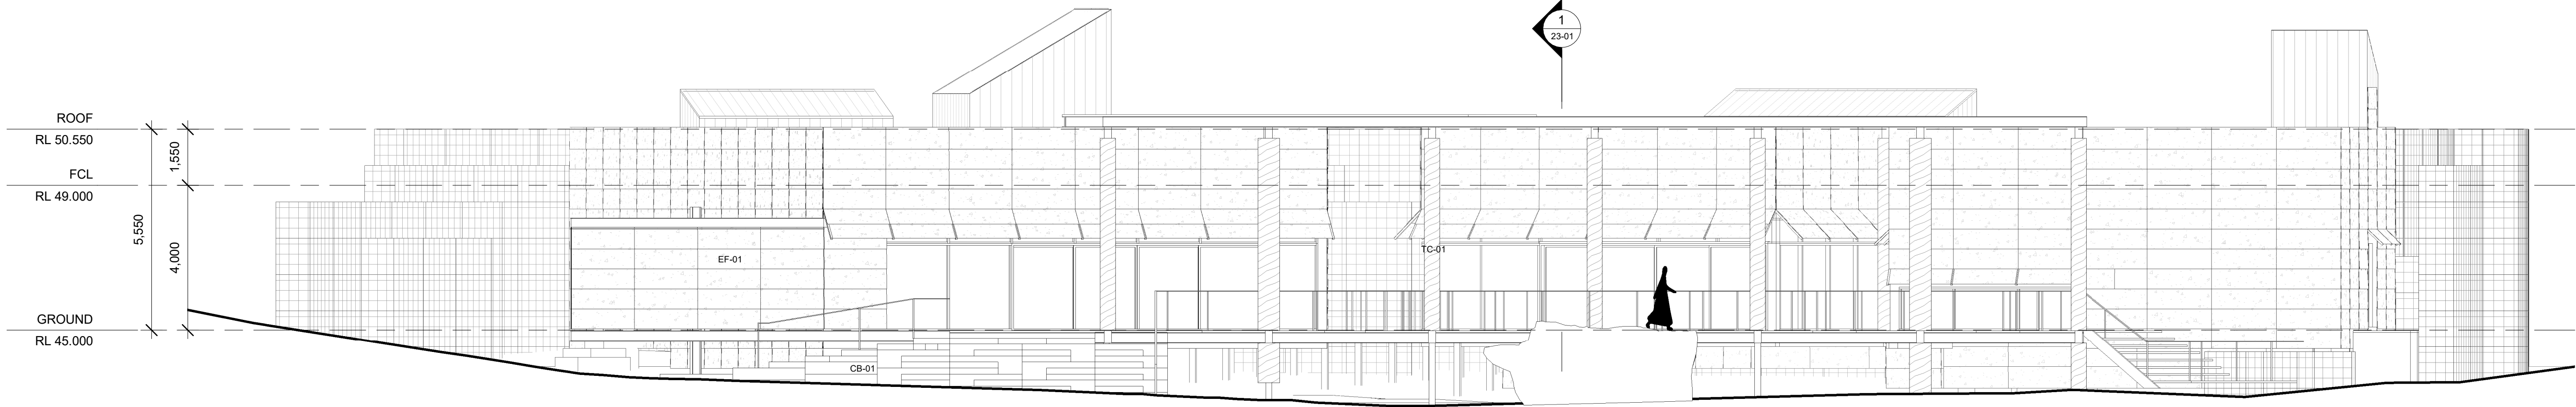 1
23-01
ROOF
RL 50.550
1,550
FCL
RL 49.000
5,550
4,000
TC-01
EF-01
GROUND
RL 45.000
CB-01